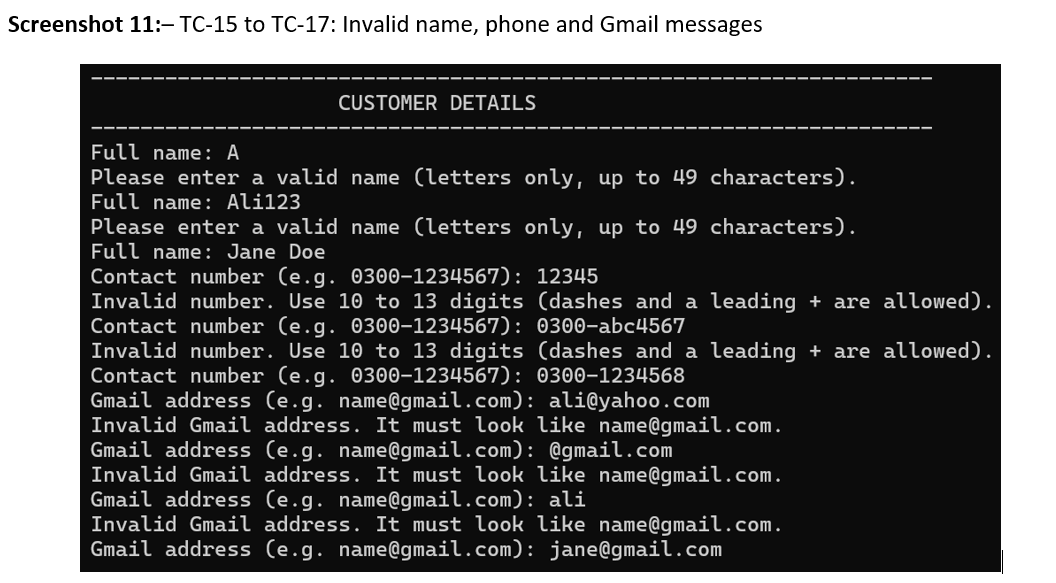 Screenshot 11:– TC-15 to TC-17: Invalid name, phone and Gmail messages
--------------------------------------------------------------------
CUSTOMER DETAILS
--------------------------------------------------------------------
Full name: A
Please enter a valid name (letters only, up to 49 characters).
Full name: Ali123
Please enter a valid name (letters only, up to 49 characters).
Full name: Jane Doe
Contact number (e.g. 0300-1234567): 12345
Invalid number. Use 10 to 13 digits (dashes and a leading + are allowed).
Contact number (e.g. 0300-1234567): 0300-abc4567
Invalid number. Use 10 to 13 digits (dashes and a leading + are allowed).
Contact number (e.g. 0300-1234567): 0300-1234568
Gmail address (e.g. name@gmail.com): ali@yahoo.com
Invalid Gmail address. It must look like name@gmail.com.
Gmail address (e.g. name@gmail.com): @gmail.com
Invalid Gmail address. It must look like name@gmail.com.
Gmail address (e.g. name@gmail.com): ali
Invalid Gmail address. It must look like name@gmail.com.
Gmail address (e.g. name@gmail.com): jane@gmail.com